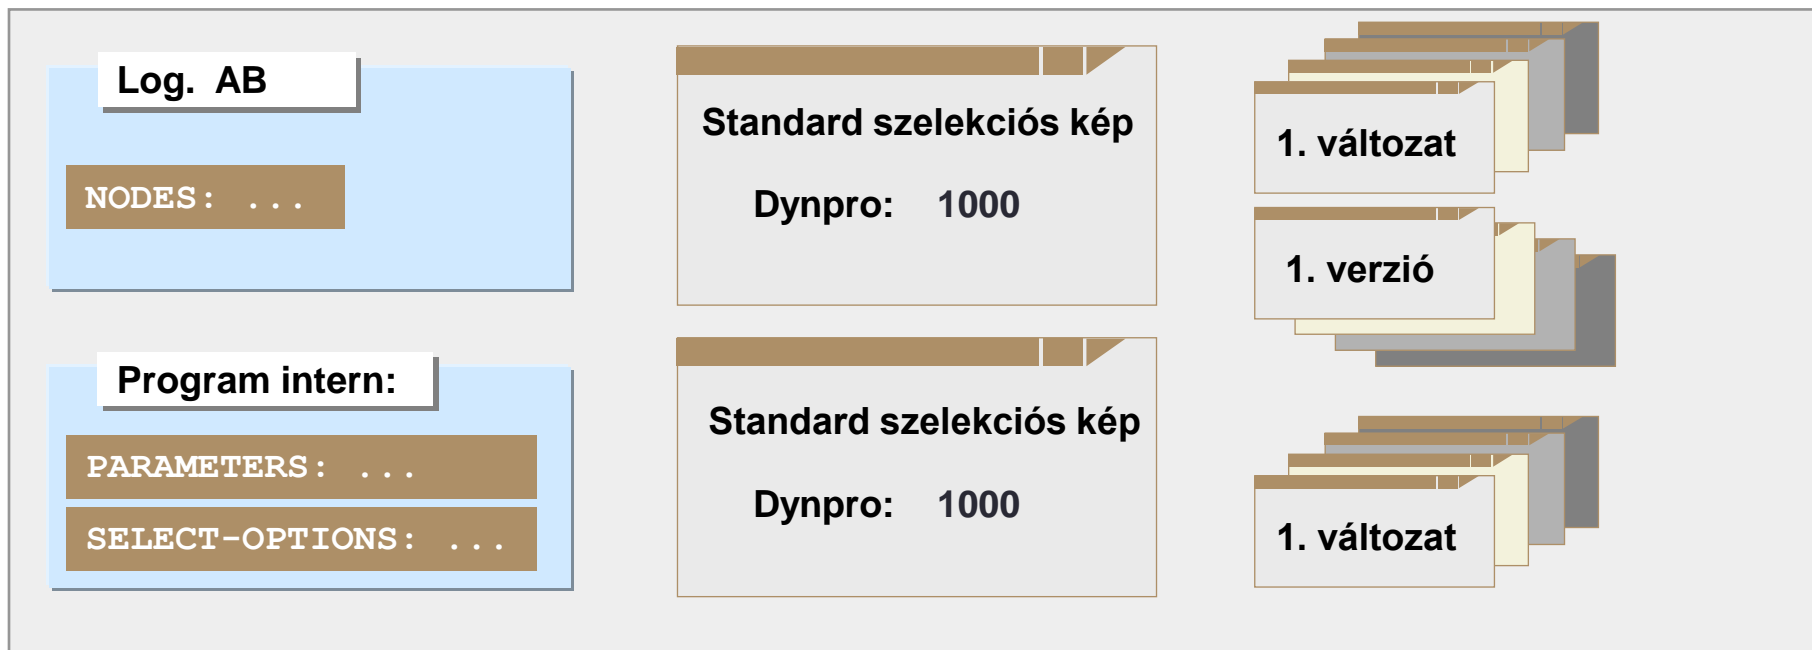 Log. AB
NODES: ...
Standard szelekciós kép
Dynpro: 1000
1. változat
1. verzió
Program intern:
PARAMETERS: ...
SELECT-OPTIONS: ...
Standard szelekciós kép
Dynpro: 1000
1. változat